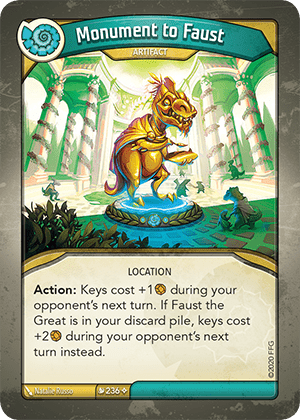 Monument to Faust
ARTIFACT
LOCATION
Action: Keys cost +1 during your
opponent's next turn. If Faust
the Great is in your discard pile, keys cost
+2 during your opponent's next
turn instead.
Natalie Russo
236
©2020 FFG